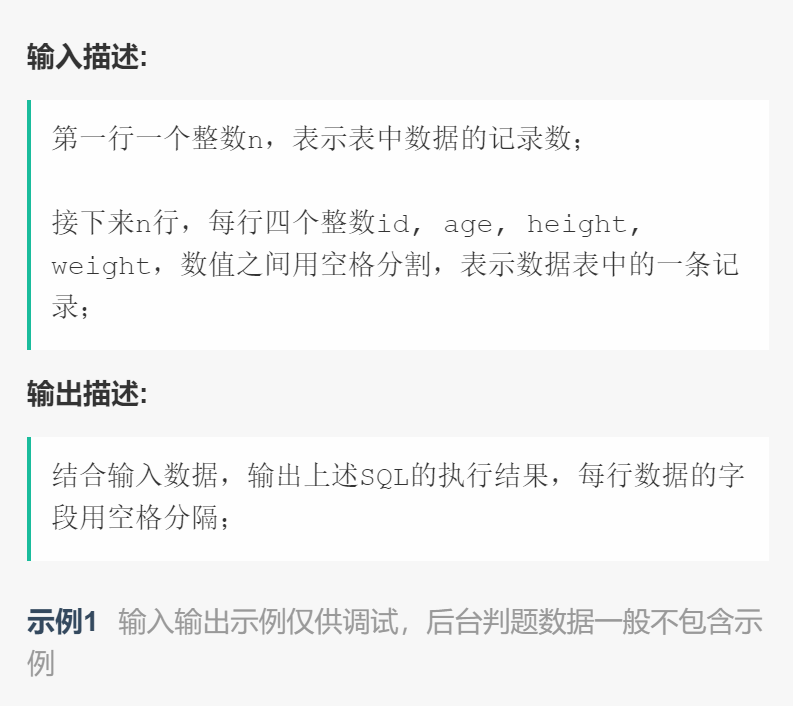 输入描述:
第一行一个整数n，表示表中数据的记录数；
接下来n行，每行四个整数id, age, height,
weight，数值之间用空格分割，表示数据表中的一条记
录；
输出描述:
结合输入数据，输出上述SQL的执行结果，每行数据的字
段用空格分隔；
示例1 输入输出示例仅供调试，后台判题数据一般不包含示
例